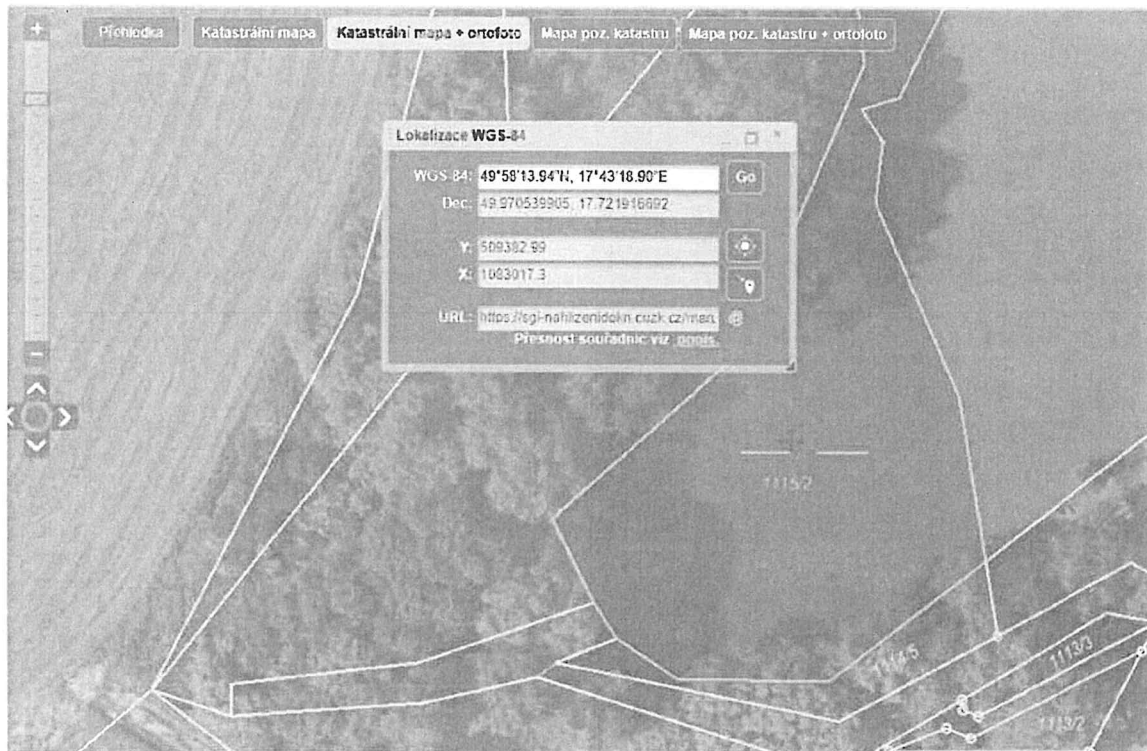 Přehledka Katastrální mapa Katastrální mapa + ortofoto Mapa poz. katastru Mapa poz. katastru + ortofoto
Lokalizace WGS-84
WGS-84: 49°58'13.94"N, 17°43'18.90"E Go
Dec: 49.970539905, 17.721916692
Y: 509382.99
X: 1083017.3
URL: https://sgi-nahlizenidokn.cuzk.cz/mar
Přesnost souřadnic viz popis.
1115/2
1114/5
1113/3
1113/2